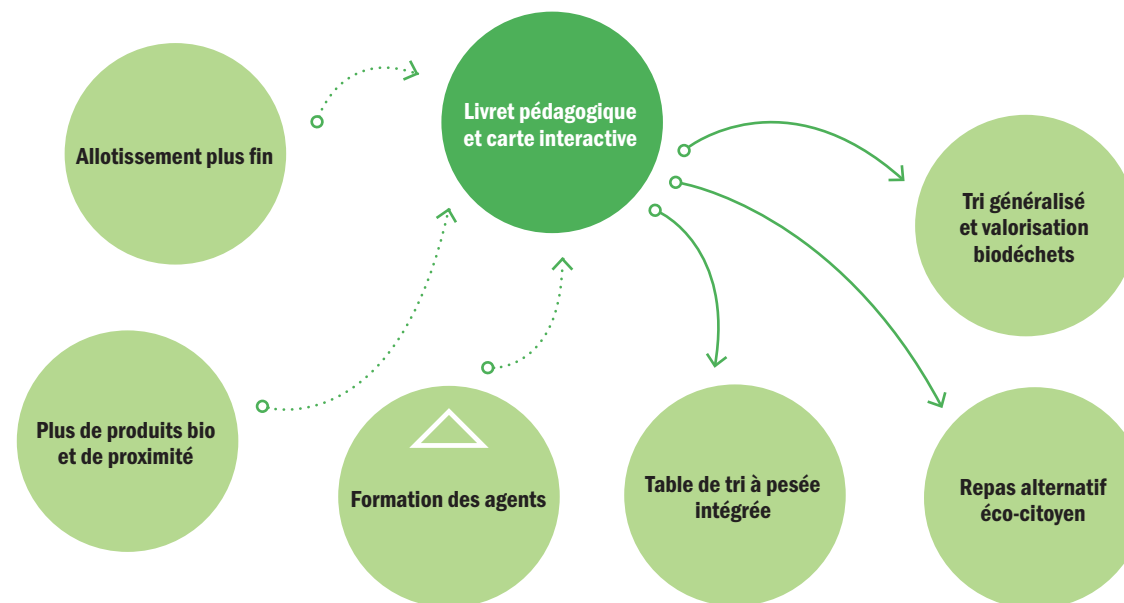 Livret pédagogique
et carte interactive
Allotissement plus fin
Tri généralisé
et valorisation
biodéchets
Plus de produits bio
et de proximité
Formation des agents
Table de tri à pesée
intégrée
Repas alternatif
éco-citoyen